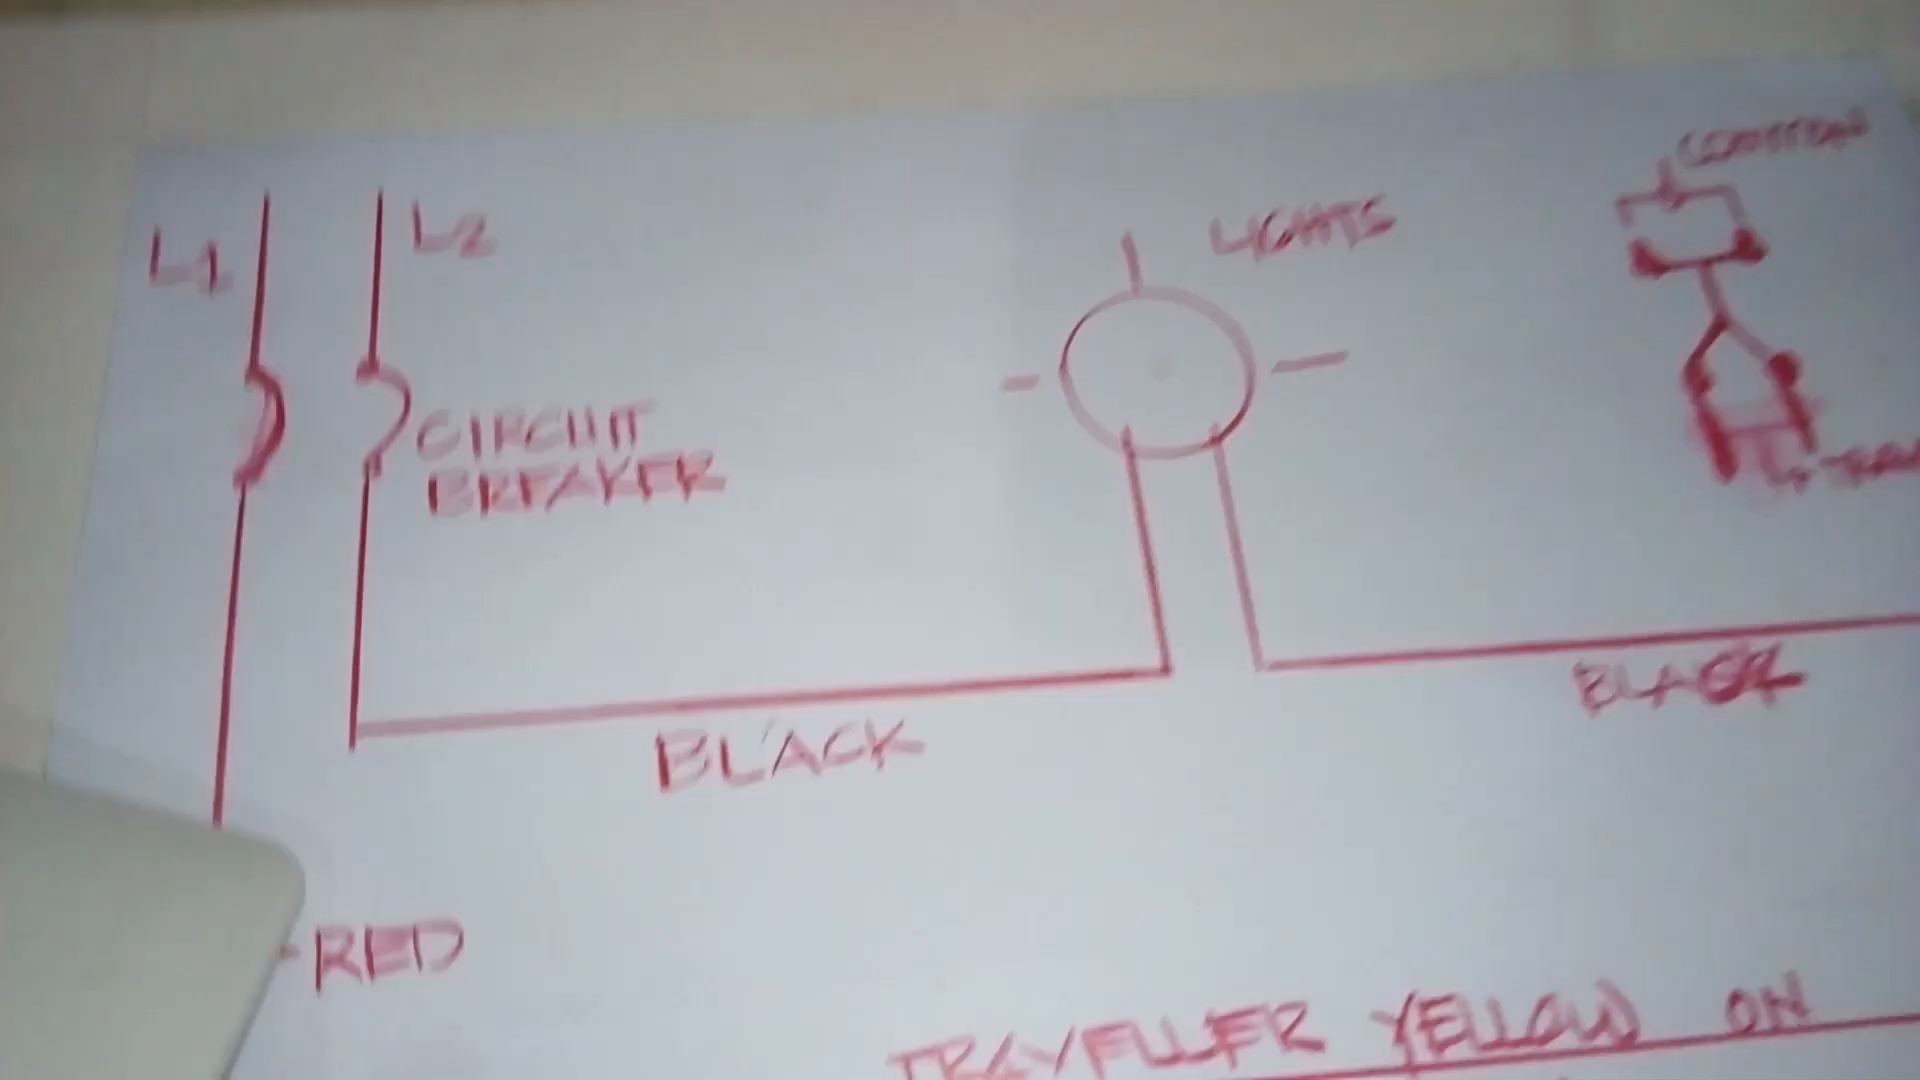 L1
L2
LIGHTS
COMMON
CIRCUIT
BREAKER
BLACK
BLACK
RED
TRAVELLER YELLOW ON